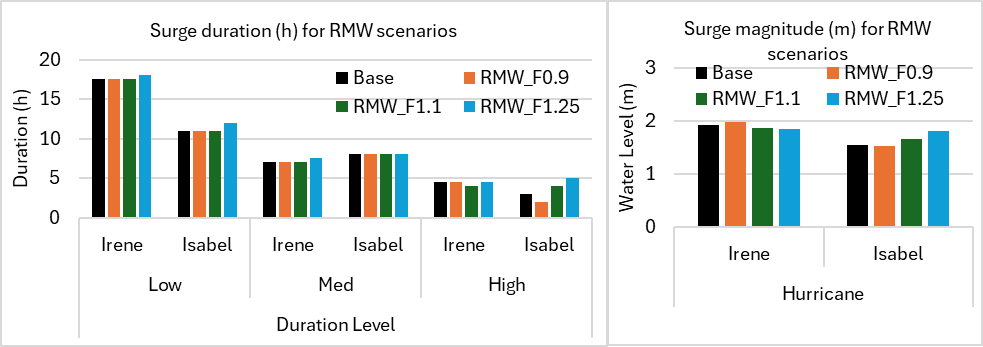 Surge duration (h) for RMW scenarios
Base
RMW_F0.9
RMW_F1.1
RMW_F1.25
Duration (h)
20
15
10
5
0
Irene
Isabel
Irene
Isabel
Irene
Isabel
Low
Med
High
Duration Level
Surge magnitude (m) for RMW
scenarios
Base
RMW_F0.9
RMW_F1.1
RMW_F1.25
Water Level (m)
3
2
1
0
Irene
Isabel
Hurricane